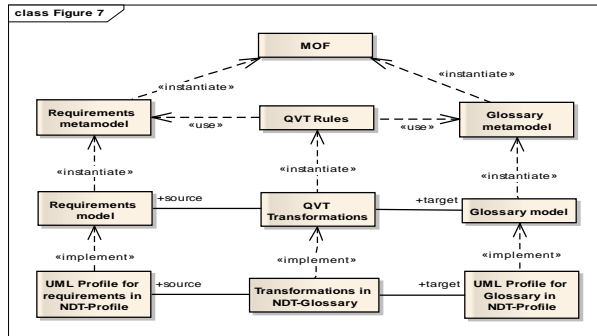 class Figure 7
MOF
«instantiate»
«instantiate»
Requirements
metamodel
QVT Rules
Glossary
metamodel
«use»
«use»
«instantiate»
«instantiate»
«instantiate»
Requirements
model
+source
QVT
Transformations
+target
Glossary model
«implement»
«implement»
«implement»
UML Profile for
requirements in
NDT-Profile
+source
Transformations in
NDT-Glossary
+target
UML Profile for
Glossary in
NDT-Profile